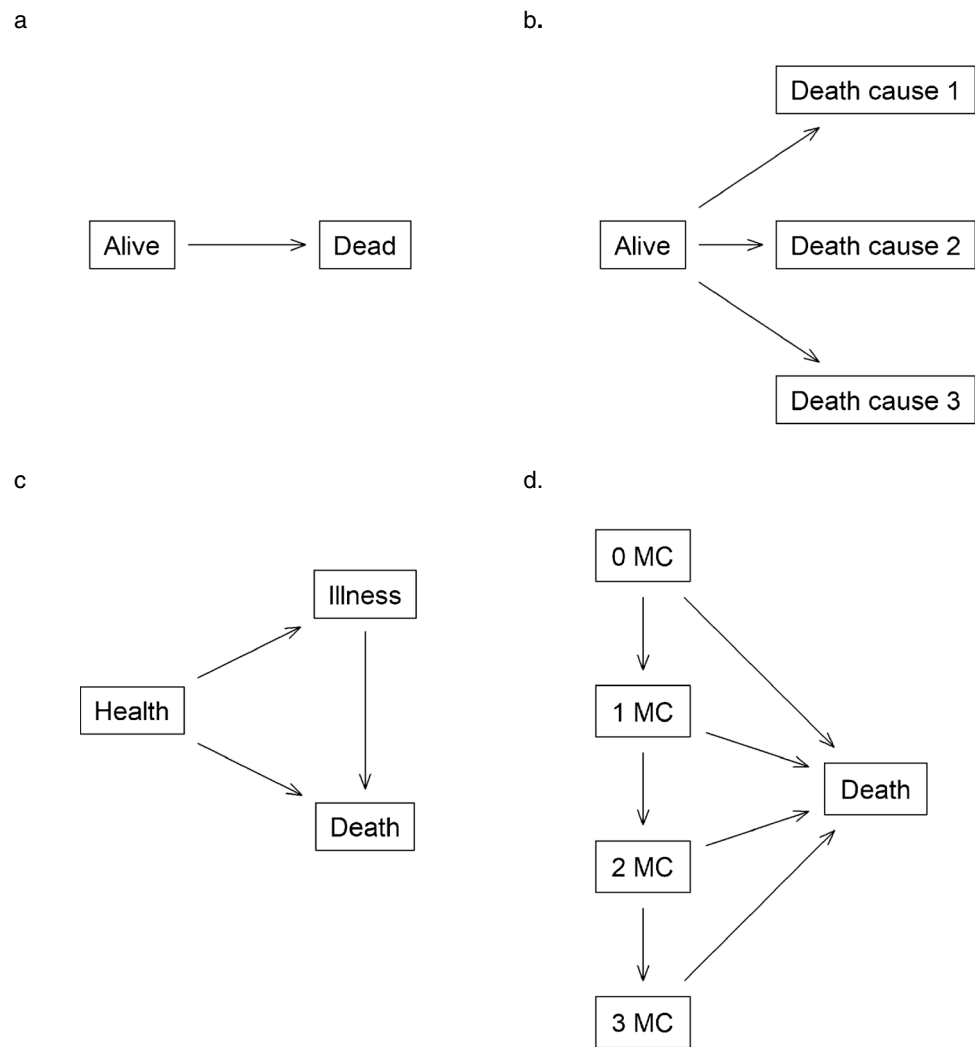 a
b.
Death cause 1
Alive
Dead
Alive
Death cause 2
Death cause 3
c
d.
0 MC
Illness
Health
1 MC
Death
Death
2 MC
3 MC